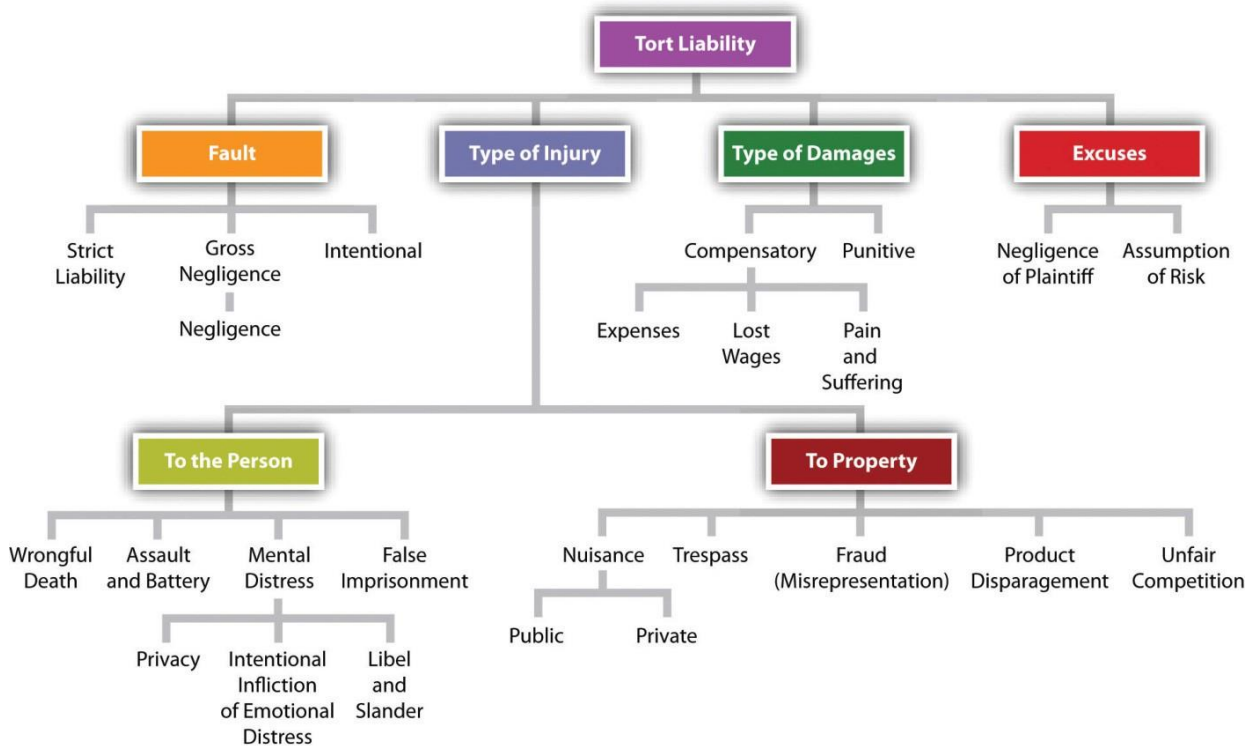 Tort Liability
Fault
Type of Injury
Type of Damages
Excuses
Strict
Liability
Gross
Negligence
Intentional
Negligence
Compensatory
Punitive
Expenses
Lost
Wages
Pain
and
Suffering
Negligence
of Plaintiff
Assumption
of Risk
To the Person
To Property
Wrongful
Death
Assault
and Battery
Mental
Distress
False
Imprisonment
Privacy
Intentional
Infliction
of Emotional
Distress
Libel
and
Slander
Nuisance
Trespass
Fraud
(Misrepresentation)
Product
Disparagement
Unfair
Competition
Public
Private